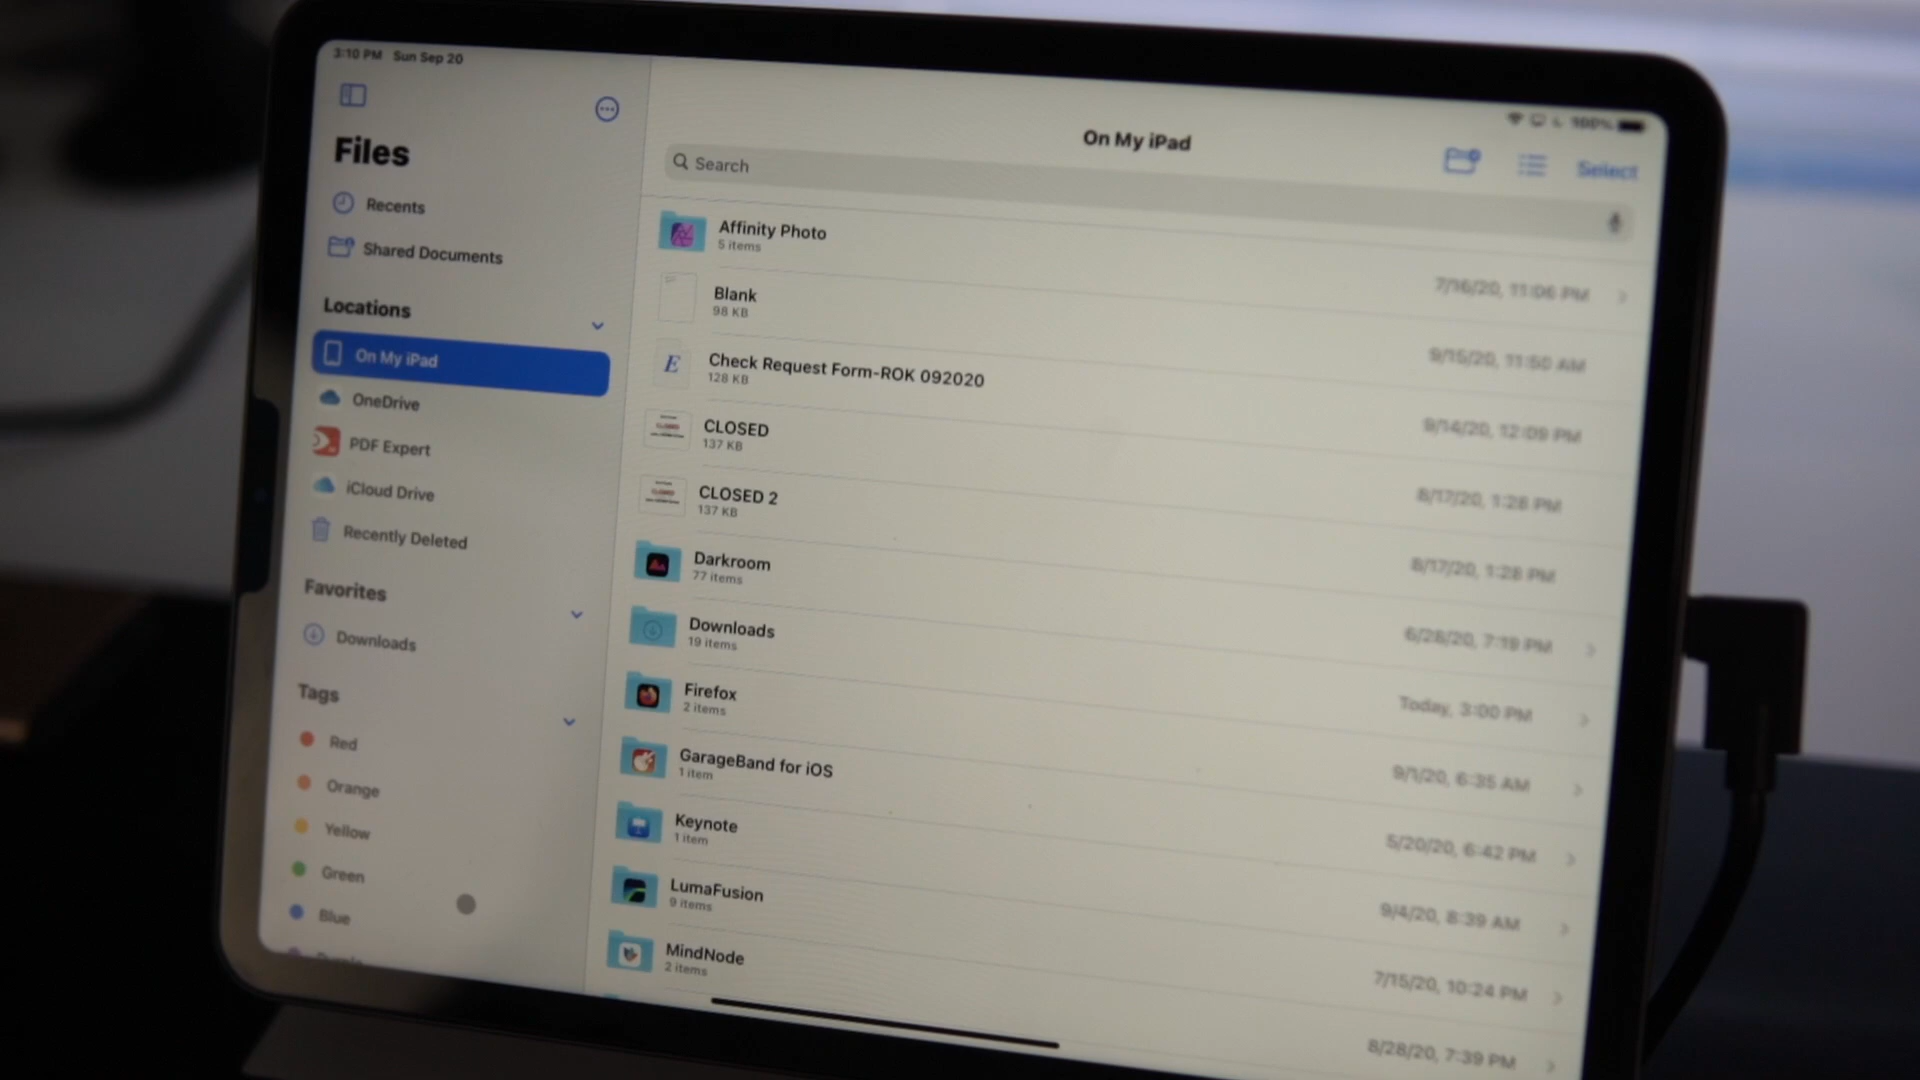 3:10 PM Sun Sep 20
100%
Files
Recents
Shared Documents
Locations
On My iPad
OneDrive
PDF Expert
iCloud Drive
Recently Deleted
Favorites
Downloads
Tags
Red
Orange
Yellow
Green
Blue
Purple
On My iPad
Select
Search
Affinity Photo
5 items
7/16/20, 11:06 PM
Blank
98 KB
9/15/20, 11:50 AM
Check Request Form-ROK 092020
128 KB
9/14/20, 12:09 PM
CLOSED
137 KB
8/17/20, 1:28 PM
CLOSED 2
137 KB
8/17/20, 1:28 PM
Darkroom
77 items
6/28/20, 7:19 PM
Downloads
19 items
Today, 3:00 PM
Firefox
2 items
9/1/20, 6:35 AM
GarageBand for iOS
1 item
5/20/20, 6:42 PM
Keynote
1 item
9/4/20, 8:39 AM
LumaFusion
9 items
7/15/20, 10:24 PM
MindNode
2 items
8/28/20, 7:39 PM